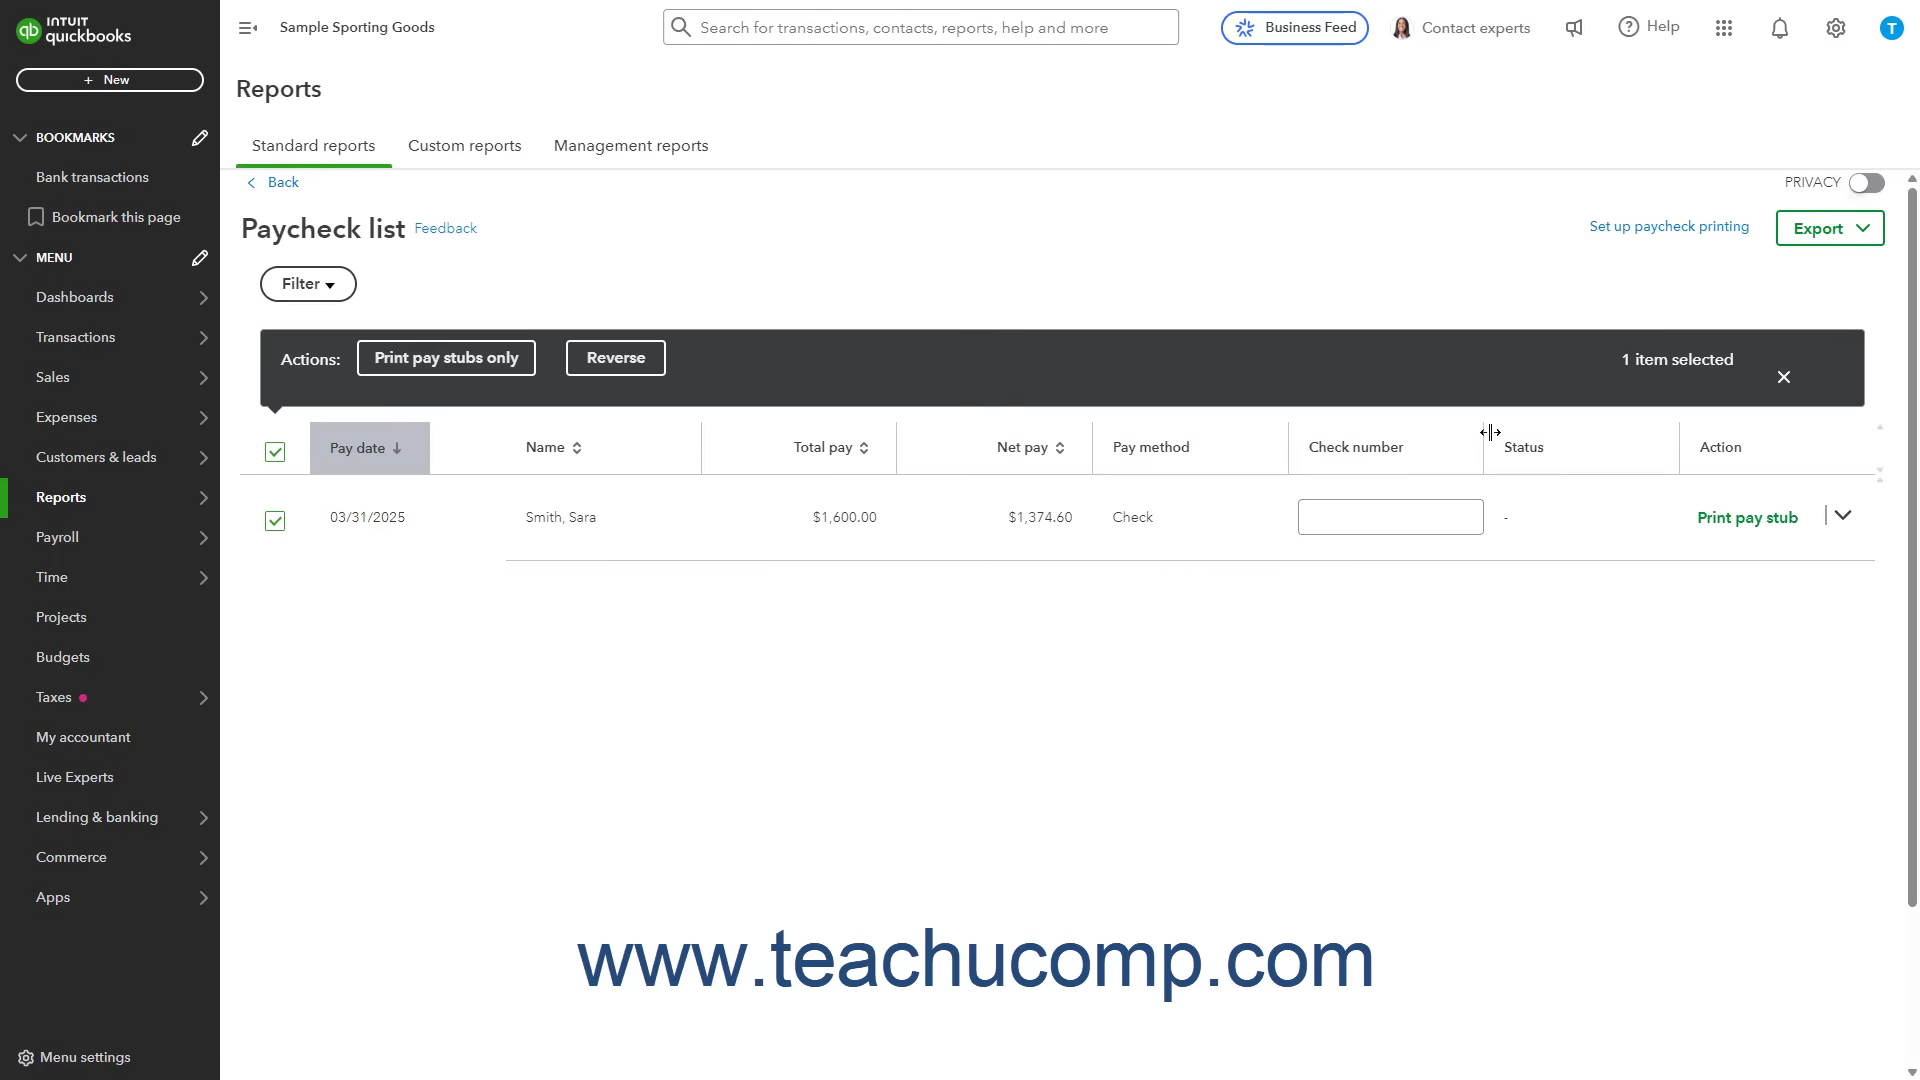 INTUIT
quickbooks
Sample Sporting Goods
Search for transactions, contacts, reports, help and more
Business Feed
Contact experts
Help
T
+ New
Reports
BOOKMARKS
Standard reports
Custom reports
Management reports
Bank transactions
Back
PRIVACY
Bookmark this page
Paycheck list
Feedback
Set up paycheck printing
Export
MENU
Filter
Dashboards
Transactions
Actions:
Print pay stubs only
Reverse
1 item selected
Sales
Expenses
Pay date
Name
Total pay
Net pay
Pay method
Check number
Status
Action
Customers & leads
Reports
03/31/2025
Smith, Sara
$1,600.00
$1,374.60
Check
-
Print pay stub
Payroll
Time
Projects
Budgets
Taxes
My accountant
Live Experts
Lending & banking
Commerce
Apps
www.teachucomp.com
Menu settings